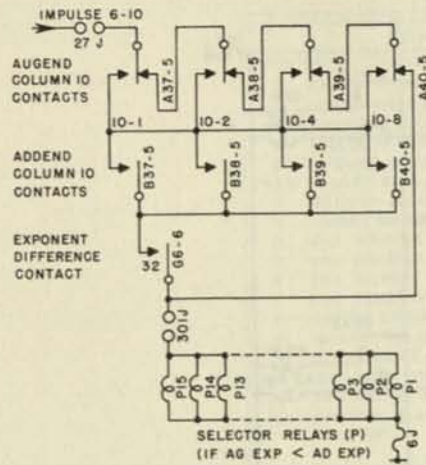 IMPULSE 6-10
27 J
AUGEND
COLUMN 10
CONTACTS
A37-5
A38-5
A39-5
A40-5
10-1
10-2
10-4
10-8
ADDEND
COLUMN 10
CONTACTS
B37-5
B38-5
B39-5
B40-5
EXPONENT
DIFFERENCE
CONTACT
32
G6-6
301J
P15
P14
P13
P3
P2
P1
SELECTOR RELAYS (P)
(IF AG EXP < AD EXP)
6J